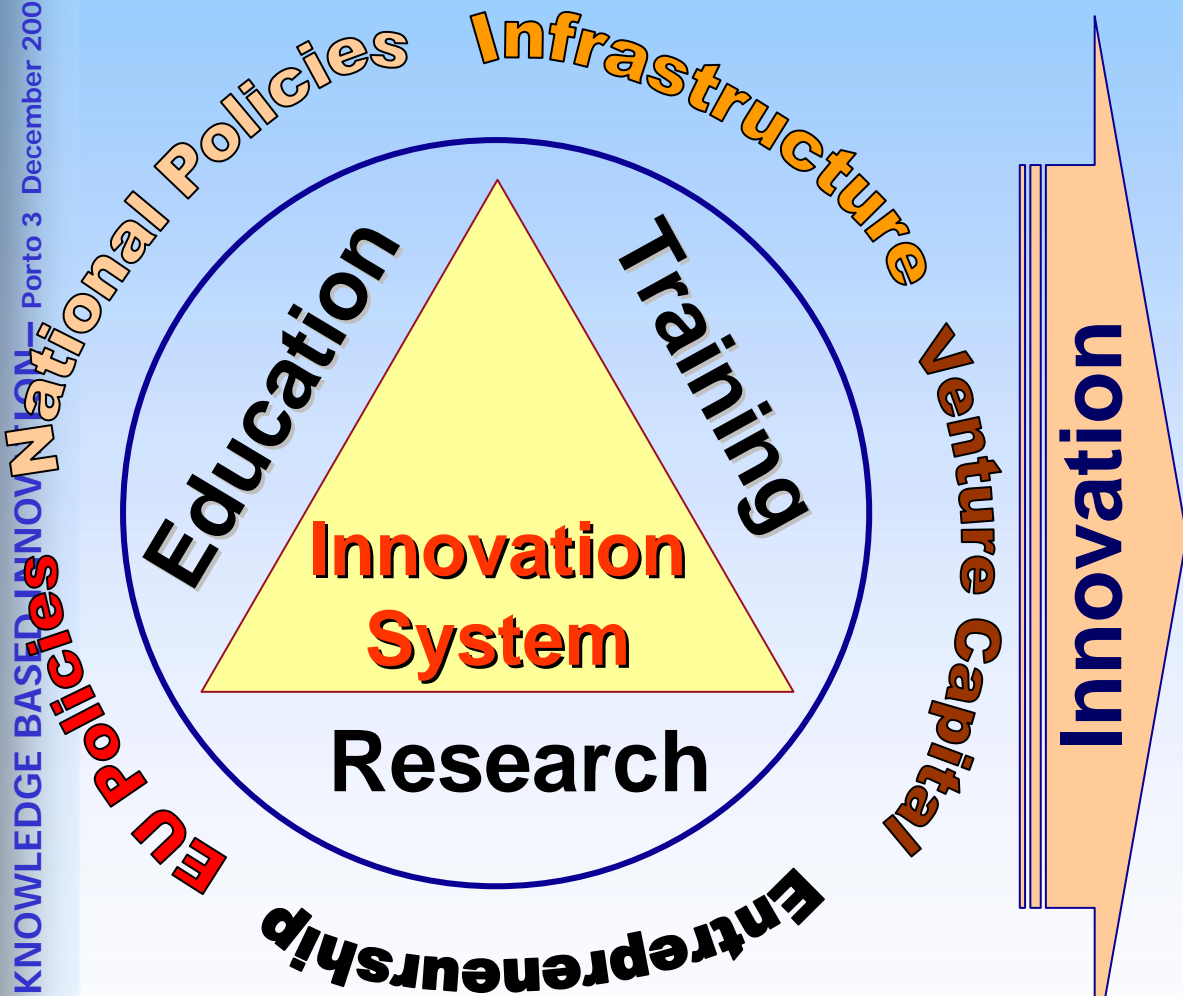 KNOWLEDGE BASED INNOVATION — Porto 3 December 200
National Policies
Infrastructure
Venture Capital
Entrepreneurship
EU Policies
Education
Training
Innovation
System
Research
Innovation